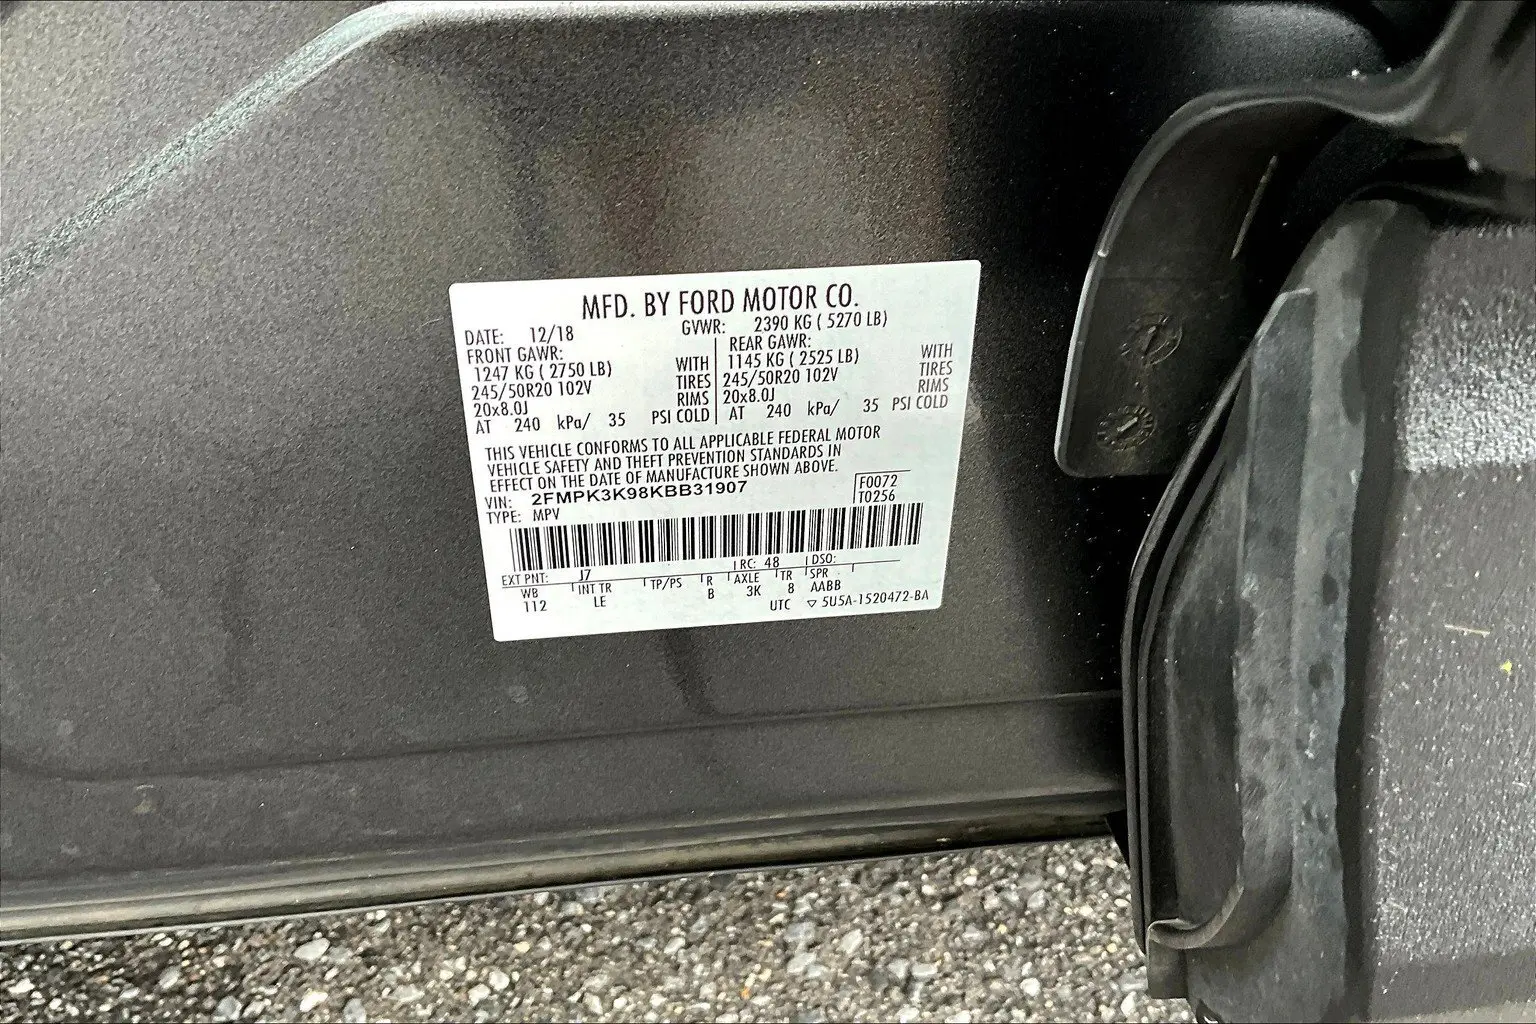 MFD. BY FORD MOTOR CO.
DATE: 12/18 GVWR: 2390 KG ( 5270 LB)
FRONT GAWR: REAR GAWR:
1247 KG ( 2750 LB) WITH 1145 KG ( 2525 LB) WITH
245/50R20 102V TIRES 245/50R20 102V TIRES
20x8.0J RIMS 20x8.0J RIMS
AT 240 kPa/ 35 PSI COLD AT 240 kPa/ 35 PSI COLD
THIS VEHICLE CONFORMS TO ALL APPLICABLE FEDERAL MOTOR
VEHICLE SAFETY AND THEFT PREVENTION STANDARDS IN
EFFECT ON THE DATE OF MANUFACTURE SHOWN ABOVE.
VIN: 2FMPK3K98KBB31907 F0072
TYPE: MPV T0256
EXT PNT: J7 RC: 48 DSO:
WB INT TR TP/PS R AXLE TR SPR
112 LE B 3K 8 AABB
UTC ▽ 5U5A-1520472-BA